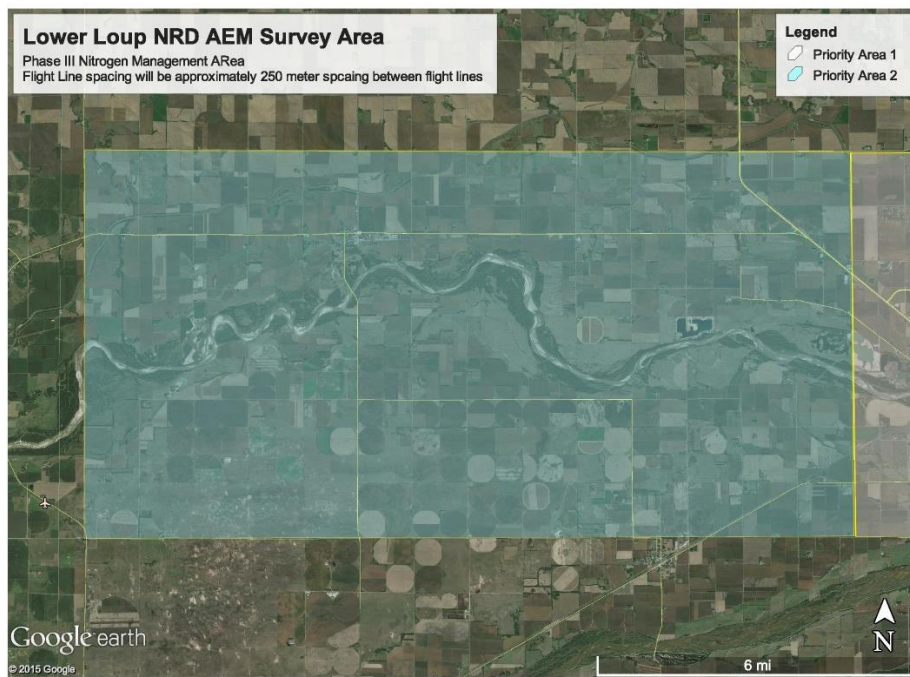 Lower Loup NRD AEM Survey Area
Phase III Nitrogen Management ARea
Flight Line spacing will be approximately 250 meter spcaing between flight lines
Legend
Priority Area 1
Priority Area 2
Google earth
© 2015 Google
N
6 mi